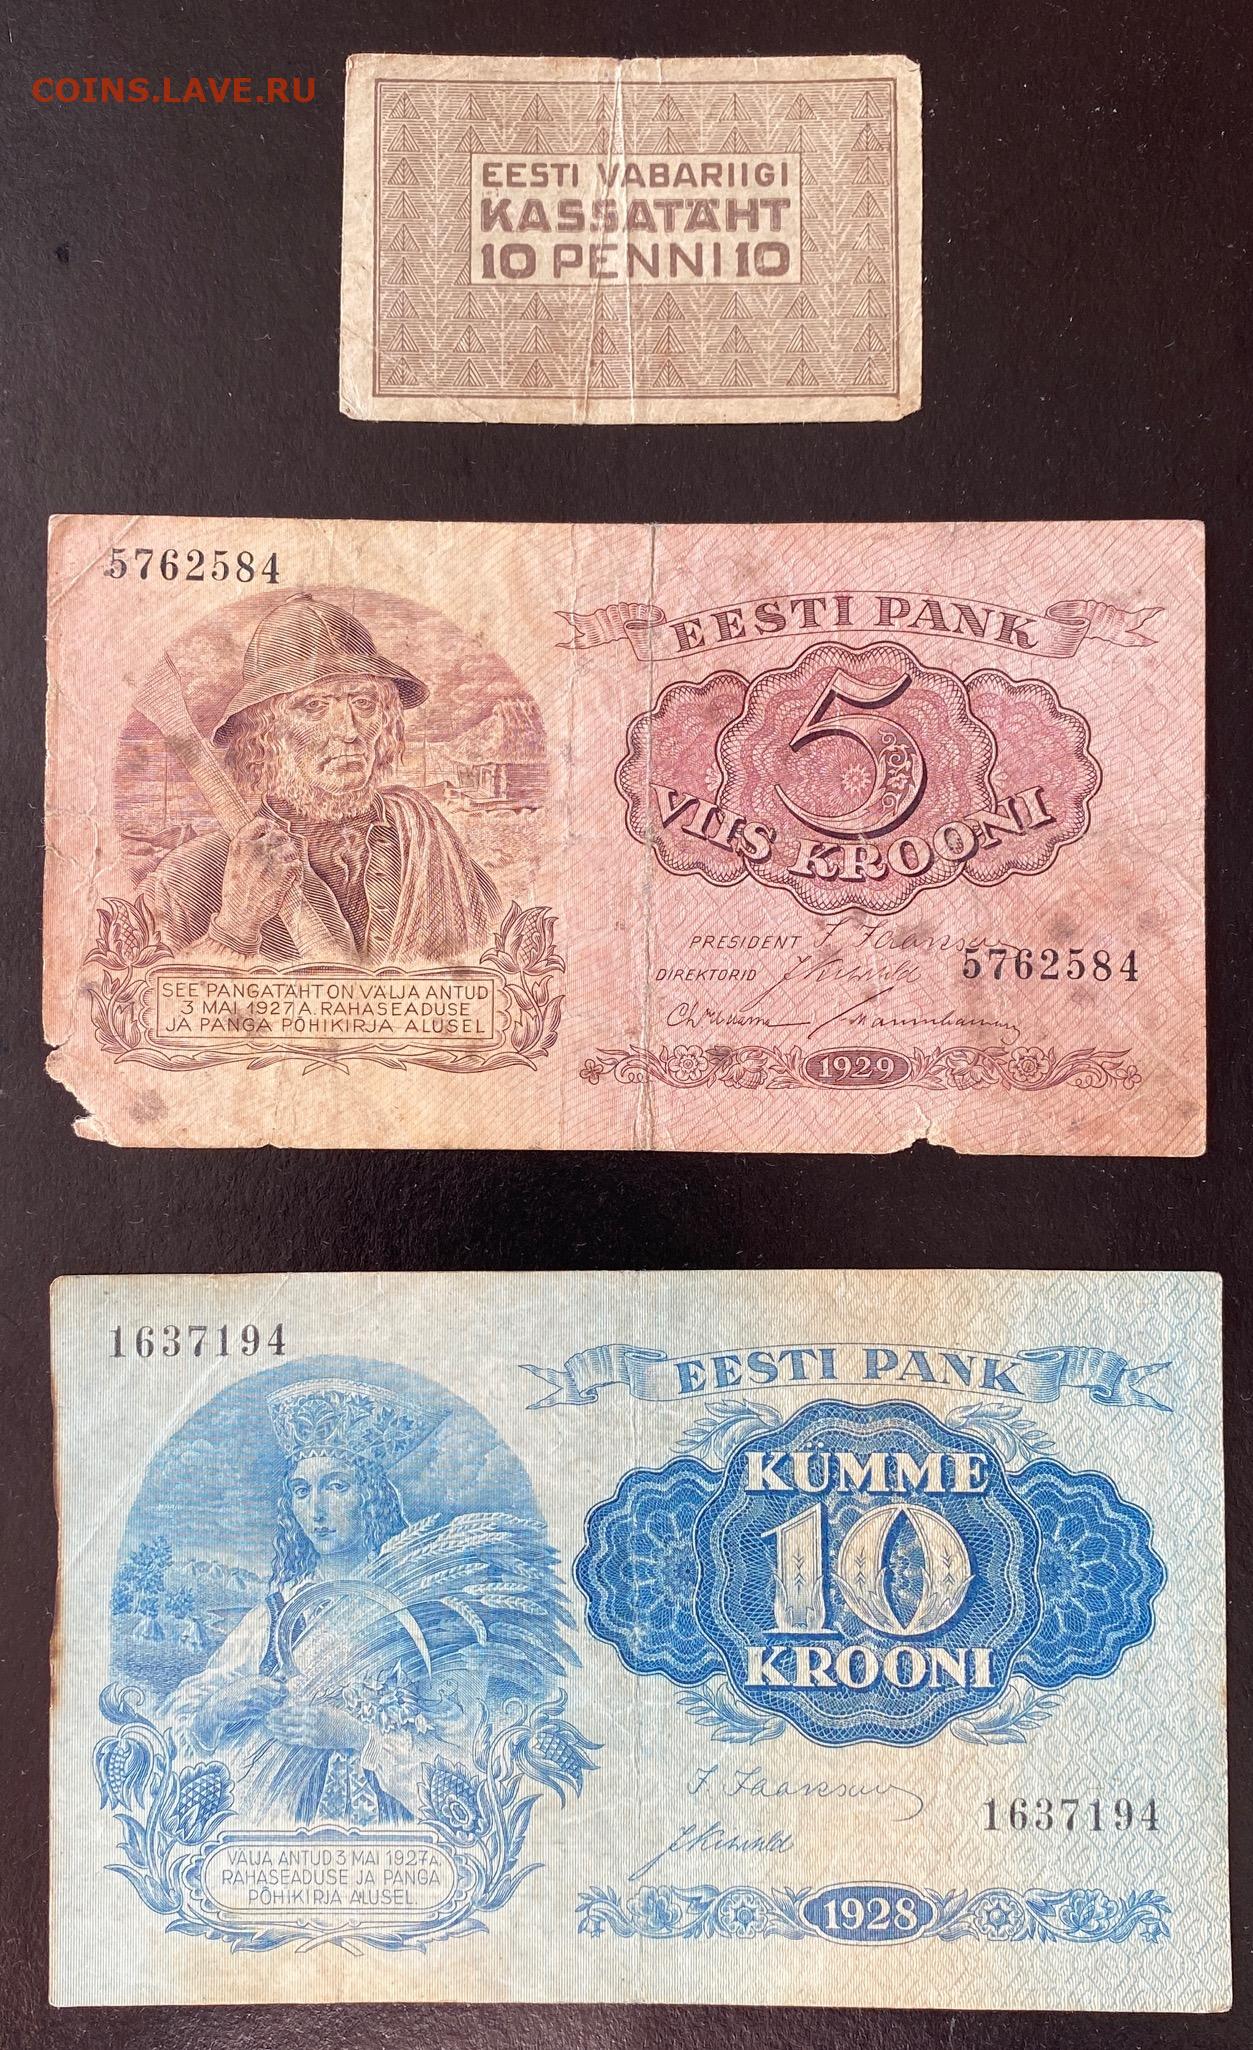 COINS.LAVE.RU
EESTI VABARIIGI
KASSATÄHT
10 PENNI 10
5762584
EESTI PANK
5
VIIS KROONI
PRESIDENT
DIREKTORID
5762584
SEE PANGATÄHT ON VÄLJA ANTUD
3 MAI 1927 A. RAHASEADUSE
JA PANGA PÕHIKIRJA ALUSEL
1929
1637194
EESTI PANK
KÜMME
10
KROONI
1637194
VÄLJA ANTUD 3 MAI 1927 A.
RAHASEADUSE JA PANGA
PÕHIKIRJA ALUSEL.
1928